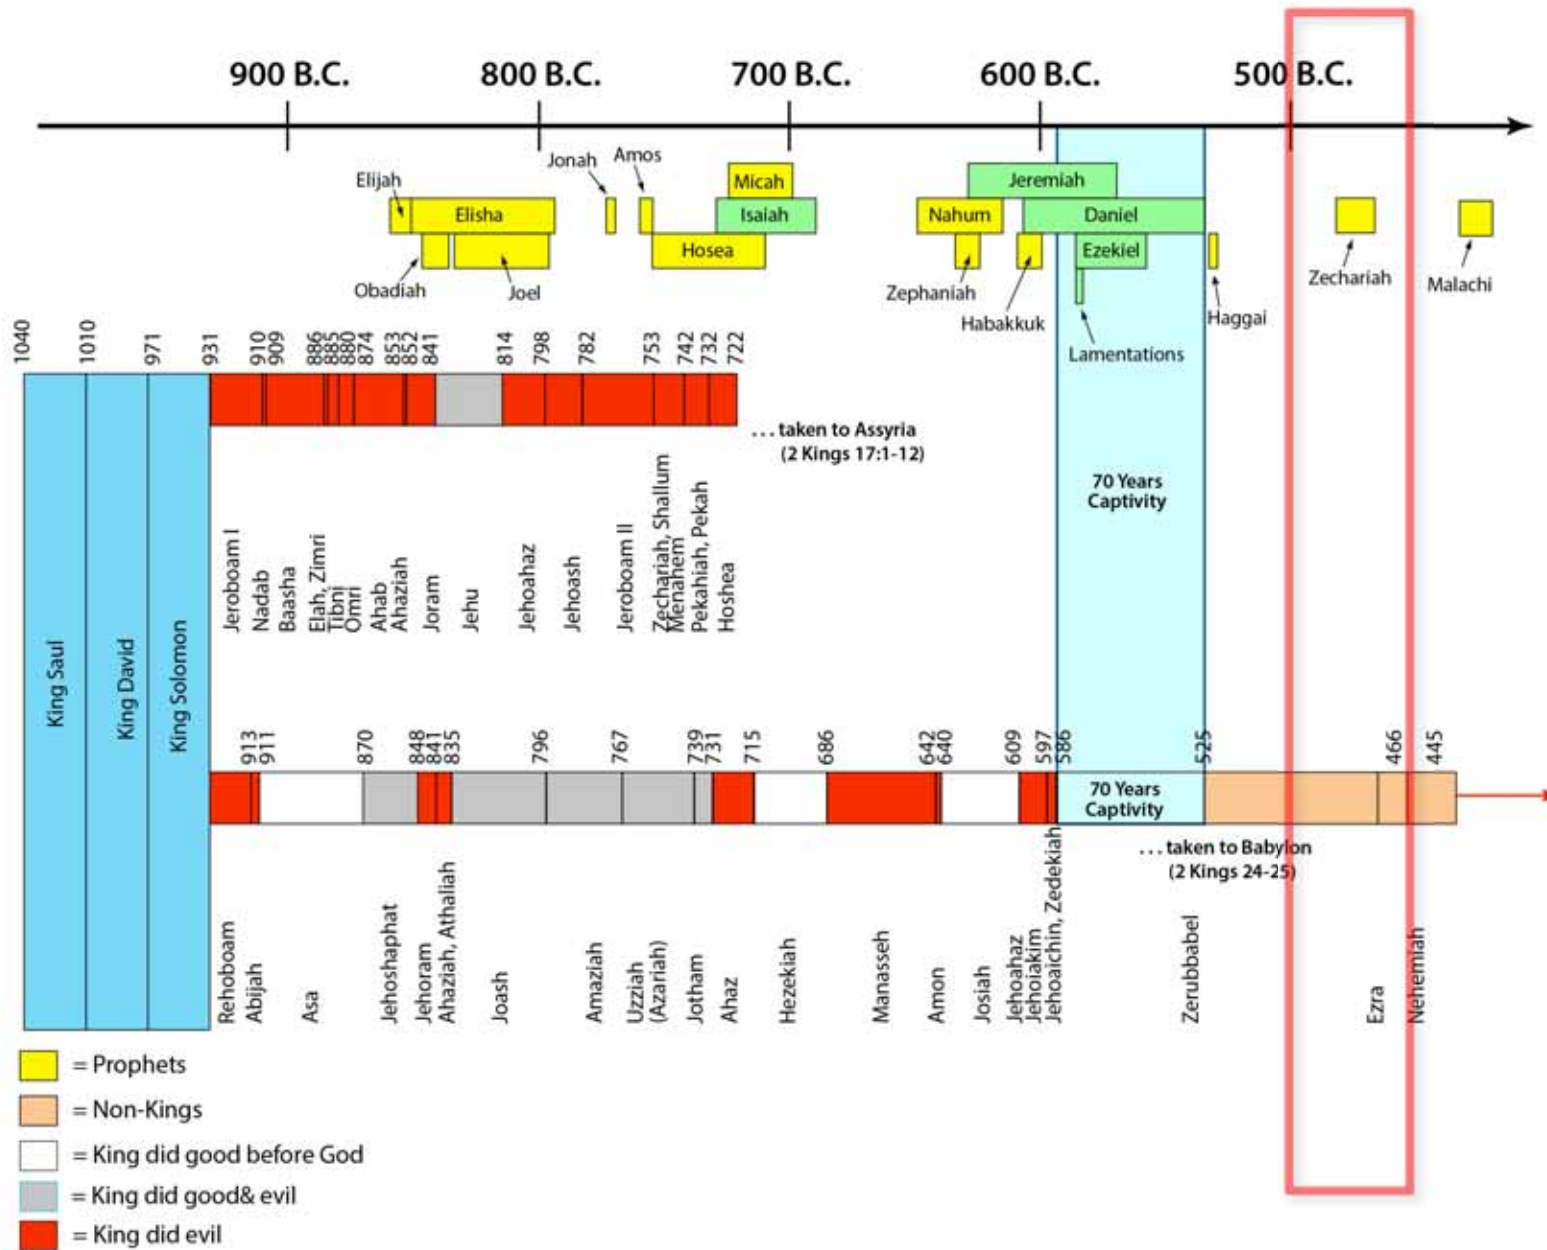 900 B.C.
800 B.C.
700 B.C.
600 B.C.
500 B.C.
Jonah
Amos
Elijah
Micah
Jeremiah
Elisha
Isaiah
Nahum
Daniel
Hosea
Ezekiel
Obadiah
Joel
Zephaniah
Habakkuk
Lamentations
Haggai
Zechariah
Malachi
1040
1010
971
931
910
909
886
885
880
874
853
852
841
814
798
782
753
742
732
722
... taken to Assyria
(2 Kings 17:1-12)
70 Years
Captivity
King Saul
King David
King Solomon
Jeroboam I
Nadab
Baasha
Elah, Zimri
Tibni
Omri
Ahab
Ahaziah
Joram
Jehu
Jehoahaz
Jehoash
Jeroboam II
Zechariah, Shallum
Menahem
Pekahiah, Pekah
Hoshea
913
911
870
848
841
835
796
767
739
731
715
686
642
640
609
597
586
525
466
445
70 Years
Captivity
... taken to Babylon
(2 Kings 24-25)
Rehoboam
Abijah
Asa
Jehoshaphat
Jehoram
Ahaziah, Athaliah
Joash
Amaziah
Uzziah
(Azariah)
Jotham
Ahaz
Hezekiah
Manasseh
Amon
Josiah
Jehoahaz
Jehoiakim
Jehoaichin, Zedekiah
Zerubbabel
Ezra
Nehemiah
= Prophets
= Non-Kings
= King did good before God
= King did good& evil
= King did evil